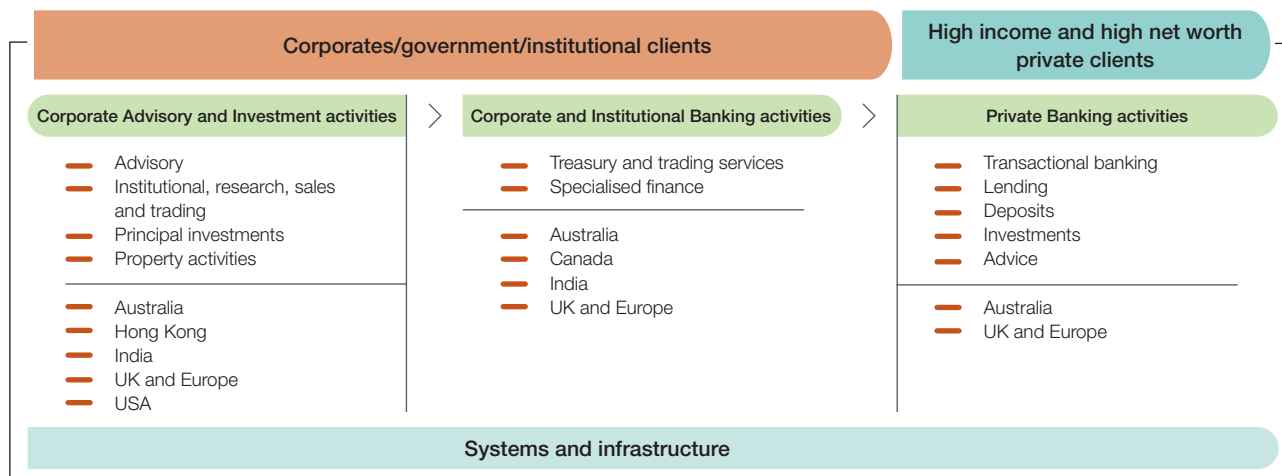 Corporates/government/institutional clients
High income and high net worth
private clients
Corporate Advisory and Investment activities
Advisory
Institutional, research, sales
and trading
Principal investments
Property activities
Australia
Hong Kong
India
UK and Europe
USA
Corporate and Institutional Banking activities
Treasury and trading services
Specialised finance
Australia
Canada
India
UK and Europe
Private Banking activities
Transactional banking
Lending
Deposits
Investments
Advice
Australia
UK and Europe
Systems and infrastructure